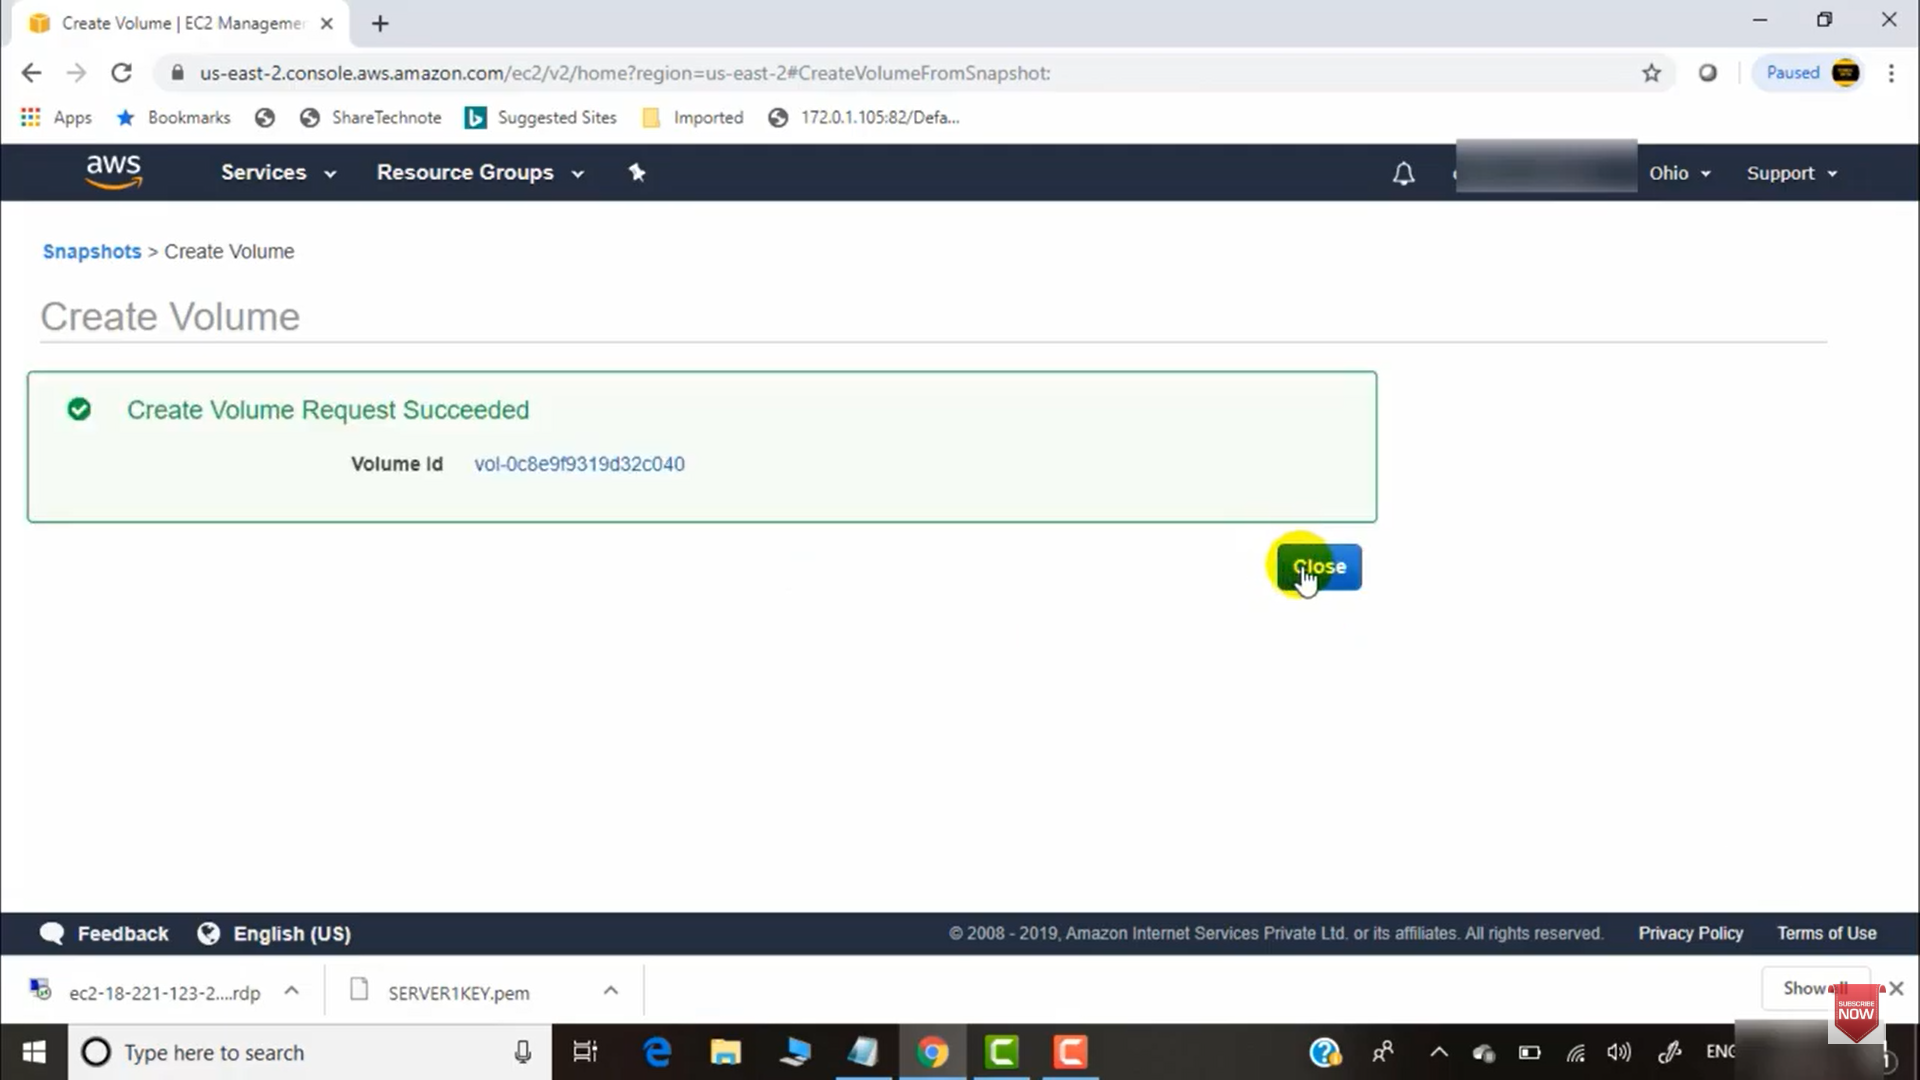 Create Volume | EC2 Manageme
us-east-2.console.aws.amazon.com/ec2/v2/home?region=us-east-2#CreateVolumeFromSnapshot:
Paused
Apps
Bookmarks
ShareTechnote
Suggested Sites
Imported
172.0.1.105:82/Defa...
aws
Services
Resource Groups
Ohio
Support
Snapshots > Create Volume
Create Volume
Create Volume Request Succeeded
Volume Id vol-0c8e9f9319d32c040
Close
Feedback
English (US)
© 2008 - 2019, Amazon Internet Services Private Ltd. or its affiliates. All rights reserved.
Privacy Policy
Terms of Use
ec2-18-221-123-2....rdp
SERVER1KEY.pem
Show all
SUBSCRIBE
NOW
Type here to search
ENG